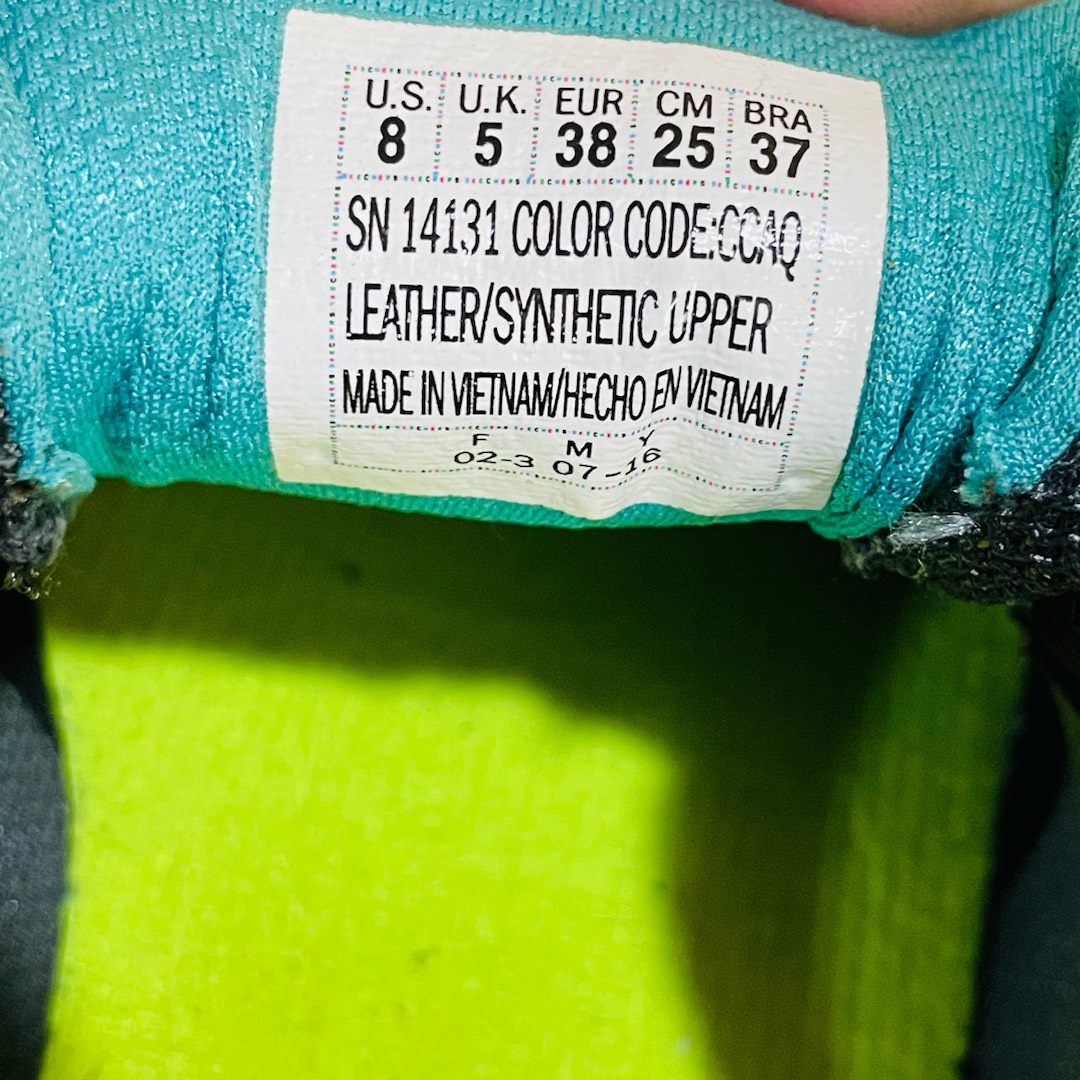 U.S. U.K. EUR CM BRA
8 5 38 25 37
SN 14131 COLOR CODE:CCAQ
LEATHER/SYNTHETIC UPPER
MADE IN VIETNAM/HECHO EN VIETNAM
F M Y
02-3 07-16